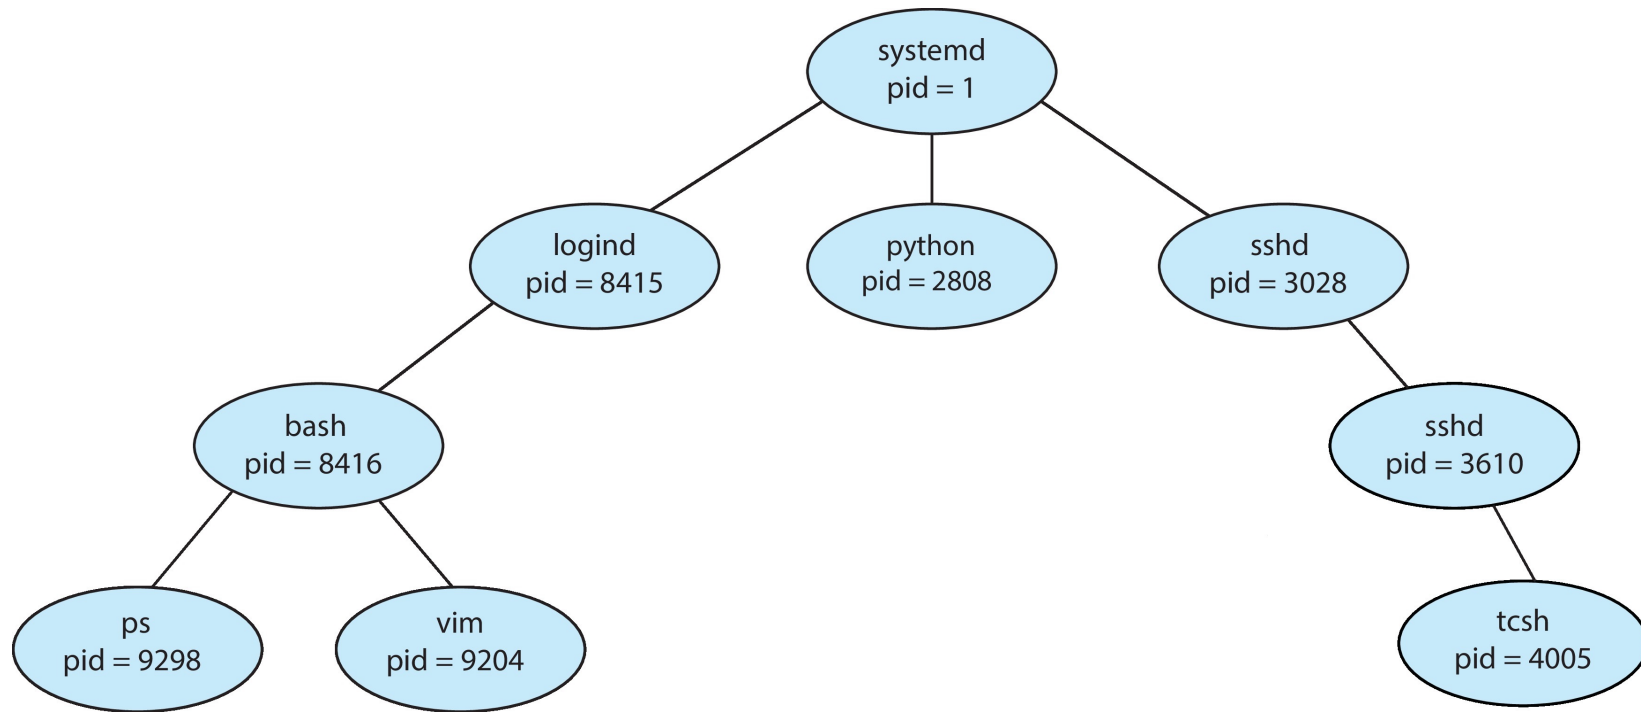 systemd
pid = 1
logind
pid = 8415
python
pid = 2808
sshd
pid = 3028
bash
pid = 8416
sshd
pid = 3610
ps
pid = 9298
vim
pid = 9204
tcsh
pid = 4005